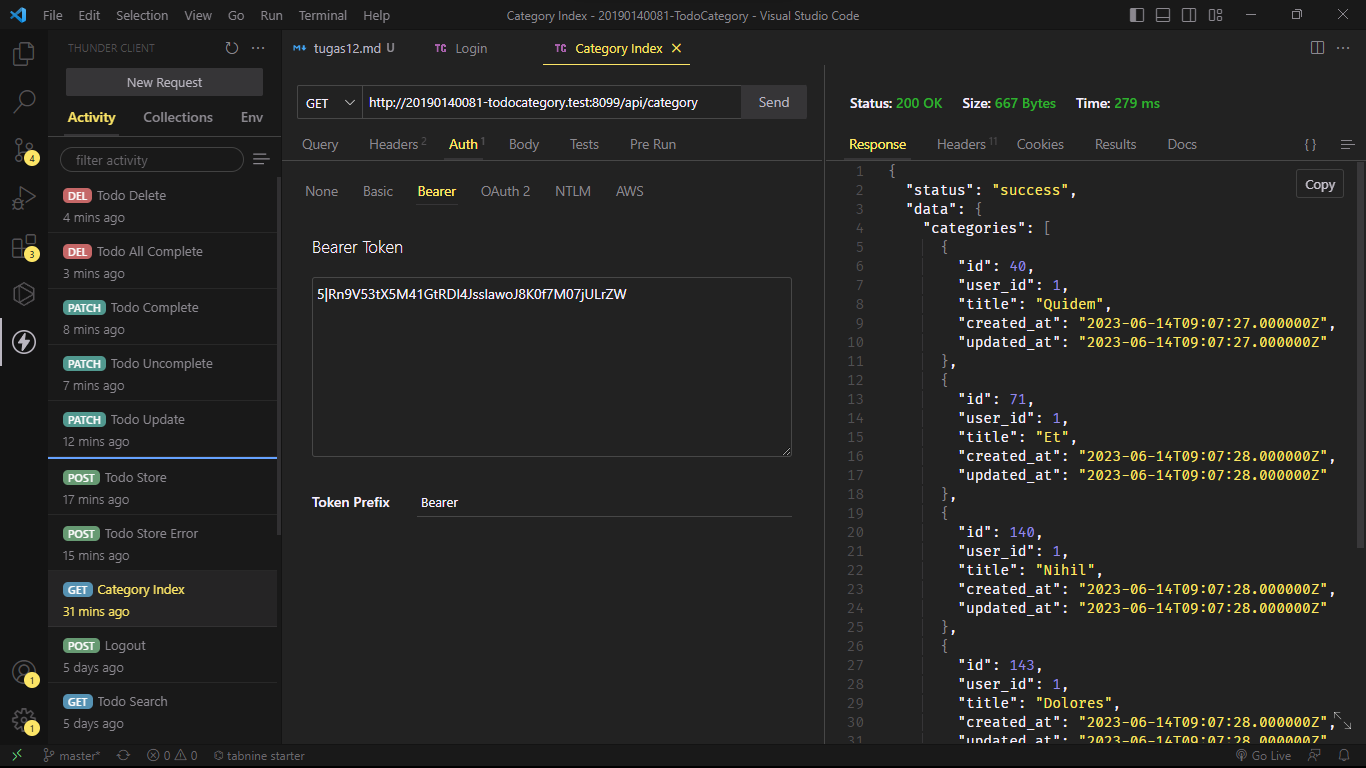 File Edit Selection View Go Run Terminal Help
Category Index - 20190140081-TodoCategory - Visual Studio Code
THUNDER CLIENT
New Request
Activity Collections Env
filter activity
DEL Todo Delete
4 mins ago
DEL Todo All Complete
3 mins ago
PATCH Todo Complete
8 mins ago
PATCH Todo Uncomplete
7 mins ago
PATCH Todo Update
12 mins ago
POST Todo Store
17 mins ago
POST Todo Store Error
15 mins ago
GET Category Index
31 mins ago
POST Logout
5 days ago
GET Todo Search
5 days ago
4
3
1
1
M↓ tugas12.md U
TC Login
TC Category Index
GET http://20190140081-todocategory.test:8099/api/category Send
Query Headers 2 Auth 1 Body Tests Pre Run
None Basic Bearer OAuth 2 NTLM AWS
Bearer Token
5|Rn9V53tX5M41GtRDl4JsslawoJ8K0f7M07jULrZW
Token Prefix Bearer
Status: 200 OK Size: 667 Bytes Time: 279 ms
Response Headers 11 Cookies Results Docs { }
Copy
1 {
2 "status": "success",
3 "data": {
4 "categories": [
5 {
6 "id": 40,
7 "user_id": 1,
8 "title": "Quidem",
9 "created_at": "2023-06-14T09:07:27.000000Z",
10 "updated_at": "2023-06-14T09:07:27.000000Z"
11 },
12 {
13 "id": 71,
14 "user_id": 1,
15 "title": "Et",
16 "created_at": "2023-06-14T09:07:28.000000Z",
17 "updated_at": "2023-06-14T09:07:28.000000Z"
18 },
19 {
20 "id": 140,
21 "user_id": 1,
22 "title": "Nihil",
23 "created_at": "2023-06-14T09:07:28.000000Z",
24 "updated_at": "2023-06-14T09:07:28.000000Z"
25 },
26 {
27 "id": 143,
28 "user_id": 1,
29 "title": "Dolores",
30 "created_at": "2023-06-14T09:07:28.000000Z",
31 "updated_at": "2023-06-14T09:07:28.000000Z"
master* 0 0 tabnine starter
Go Live